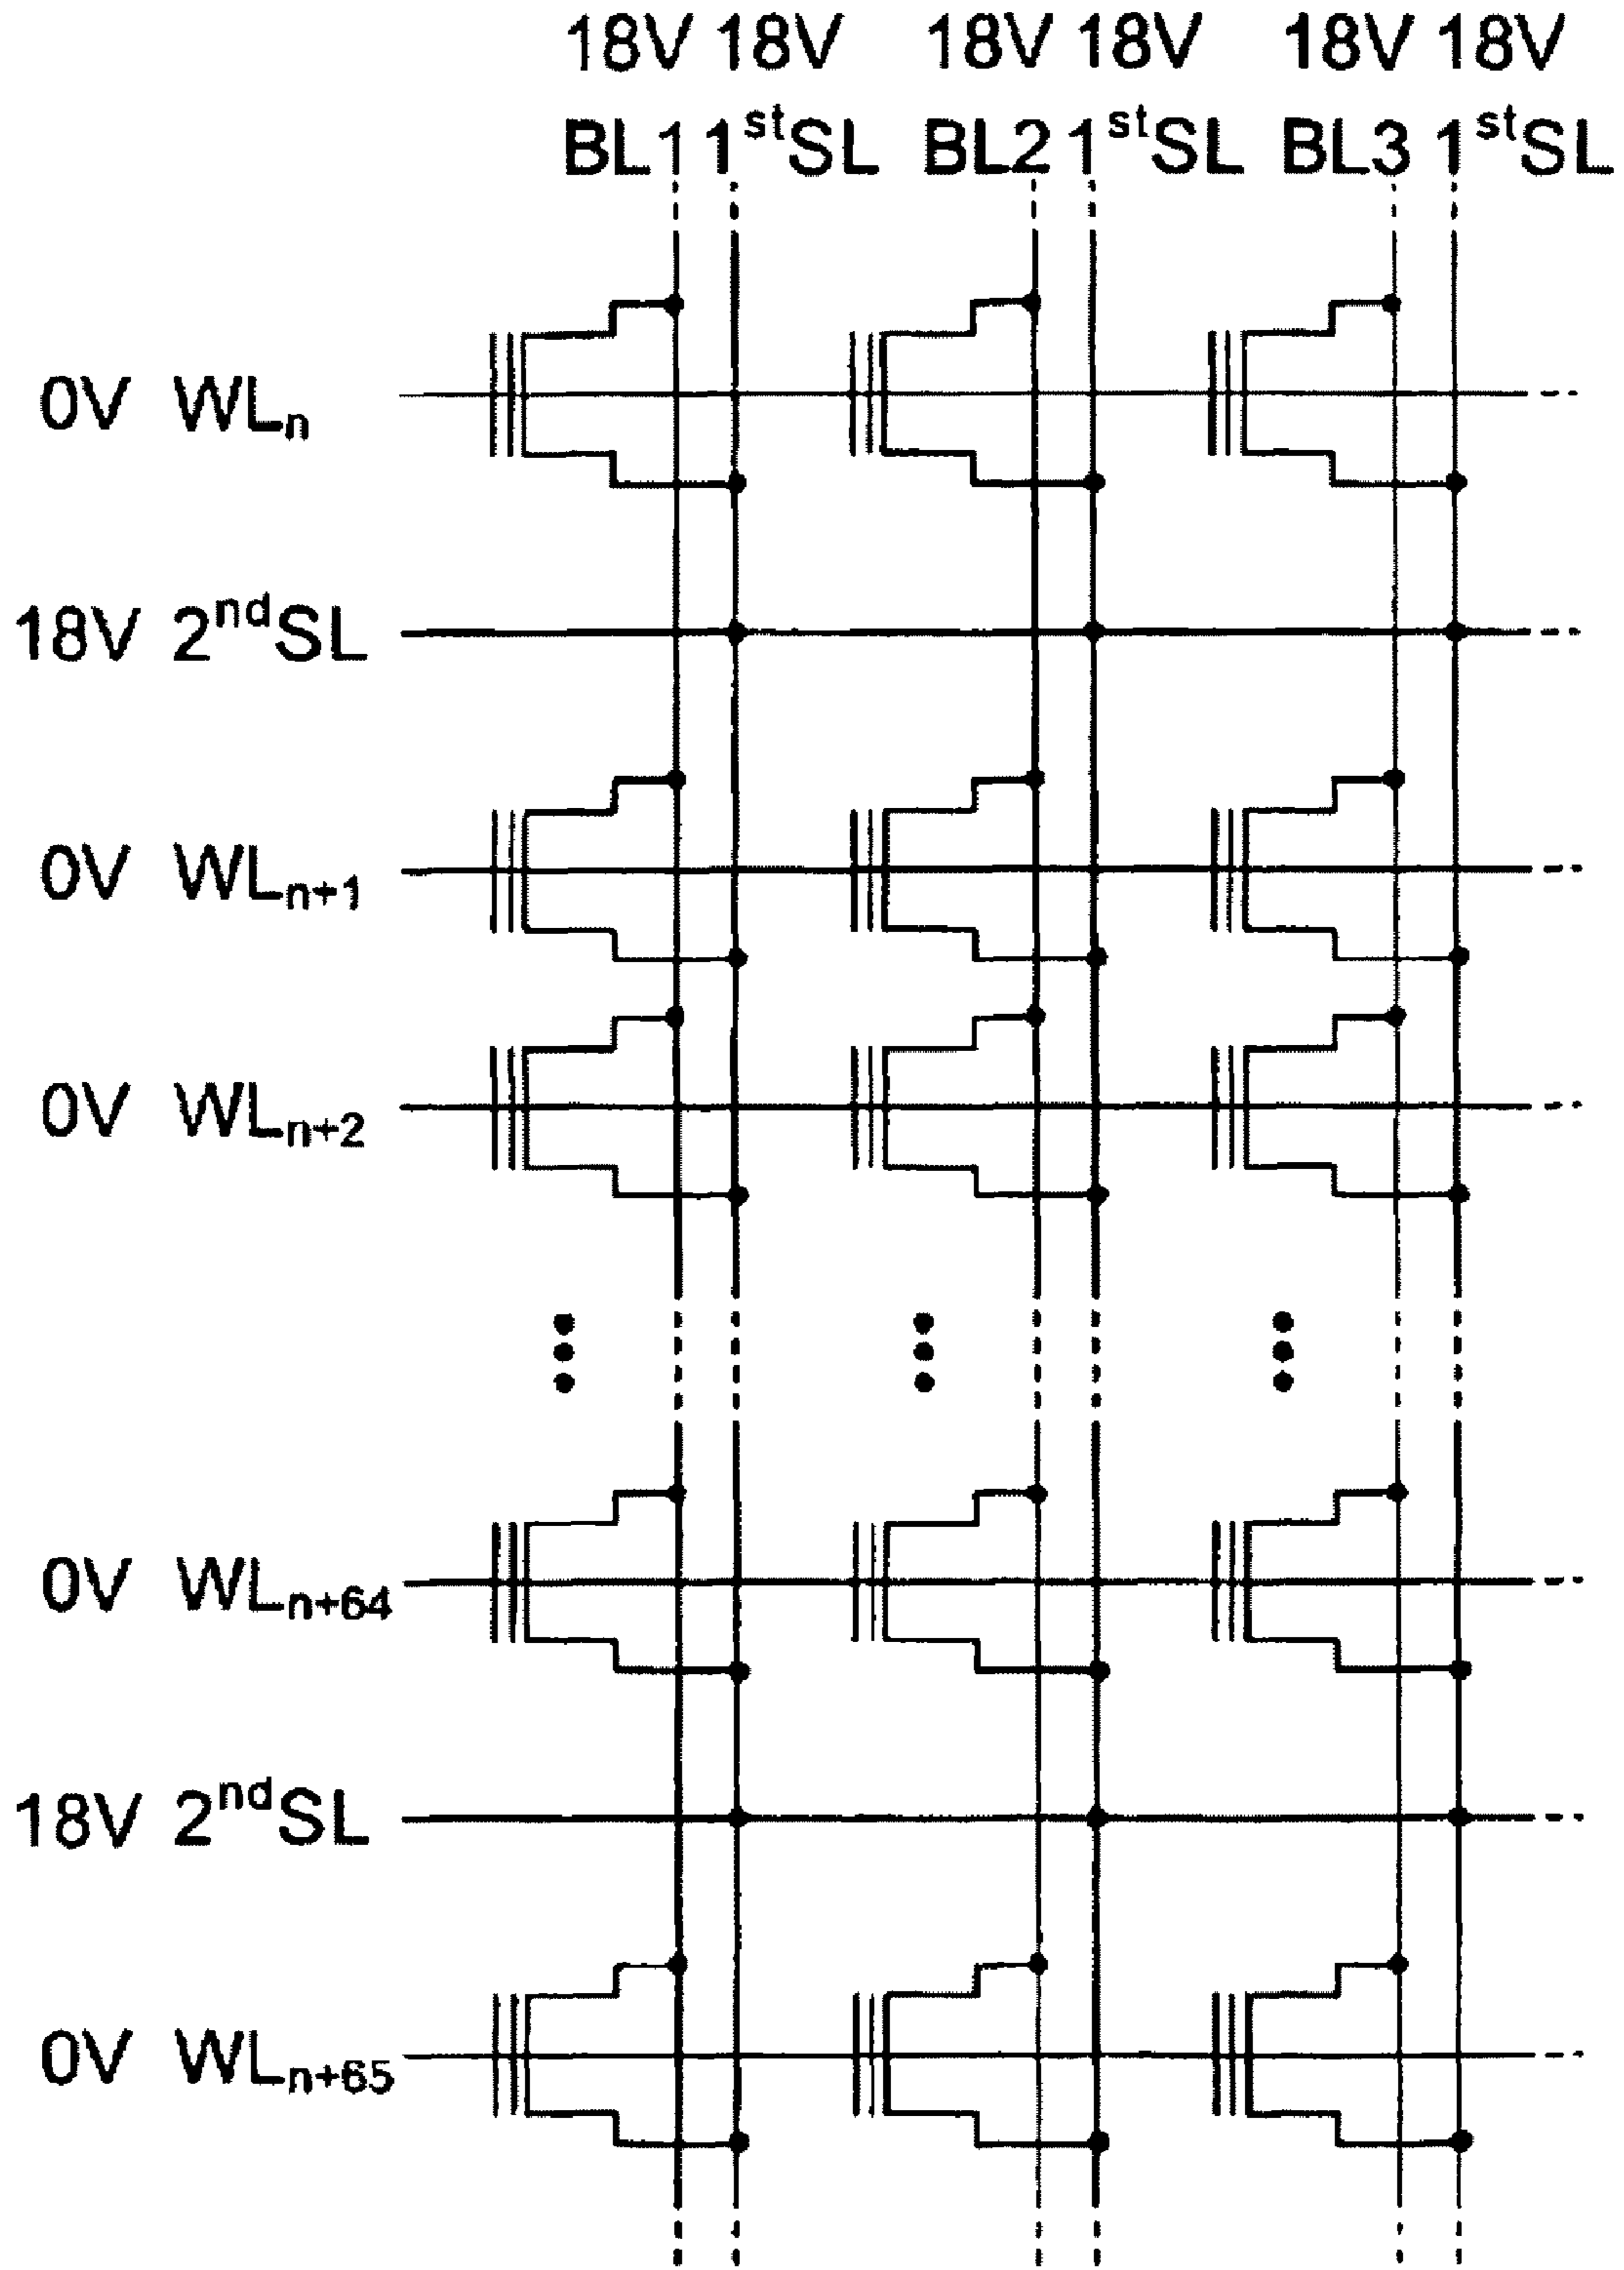 18V 18V 18V 18V 18V 18V
BL1 1stSL BL2 1stSL BL3 1stSL
0V WLn
18V 2ndSL
0V WLn+1
0V WLn+2
0V WLn+64
18V 2ndSL
0V WLn+65